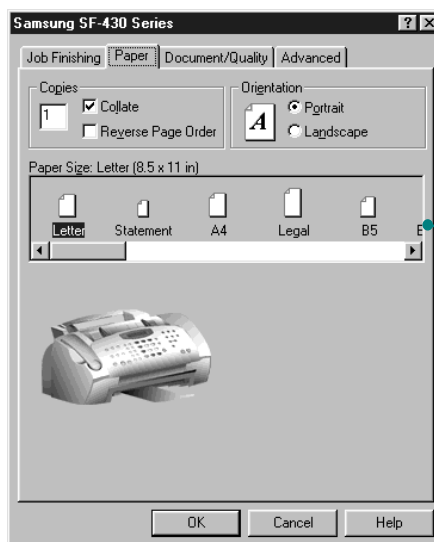 Samsung SF-430 Series ? ×
Job Finishing Paper Document/Quality Advanced
Copies
1
Collate
Reverse Page Order
Orientation
A
Portrait
Landscape
Paper Size: Letter (8.5 x 11 in)
Letter Statement A4 Legal B5
OK Cancel Help